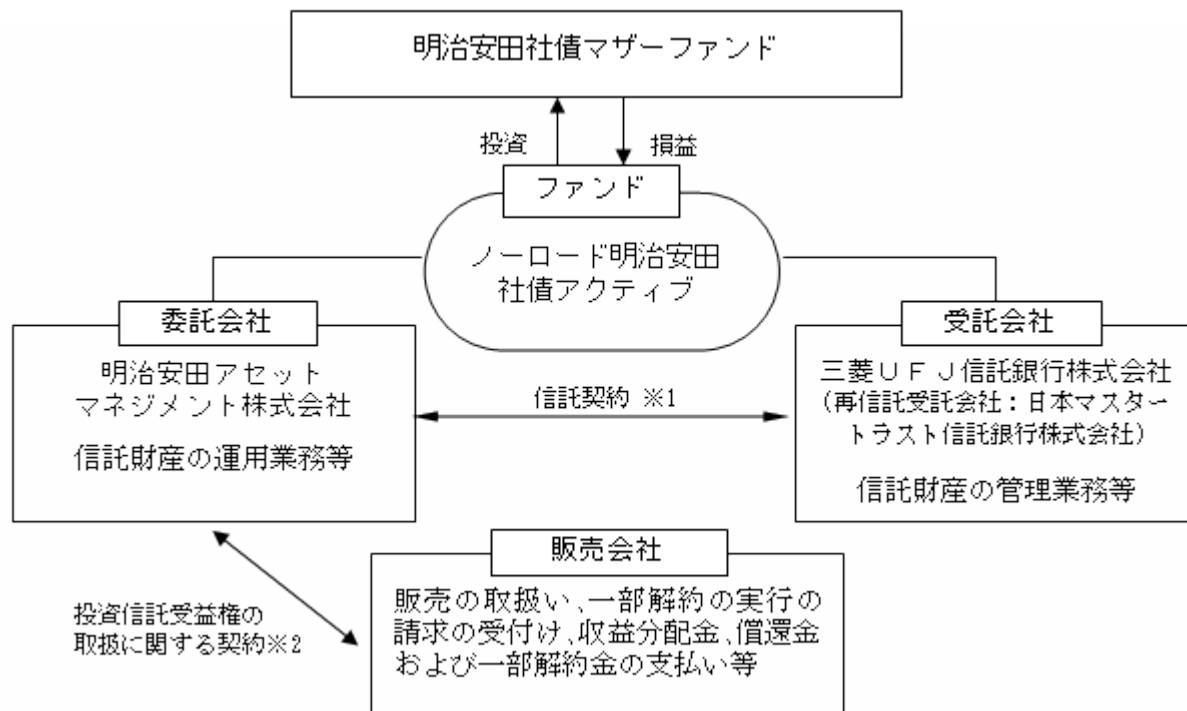 明治安田社債マザーファンド
投資
損益
ファンド
ノーロード明治安田
社債アクティブ
委託会社
明治安田アセット
マネジメント株式会社
信託財産の運用業務等
信託契約 ※1
受託会社
三菱UFJ信託銀行株式会社
(再信託受託会社:日本マスター
トラスト信託銀行株式会社)
信託財産の管理業務等
投資信託受益権の
取扱に関する契約※2
販売会社
販売の取扱い、一部解約の実行の
請求の受付け、収益分配金、償還金
および一部解約金の支払い等